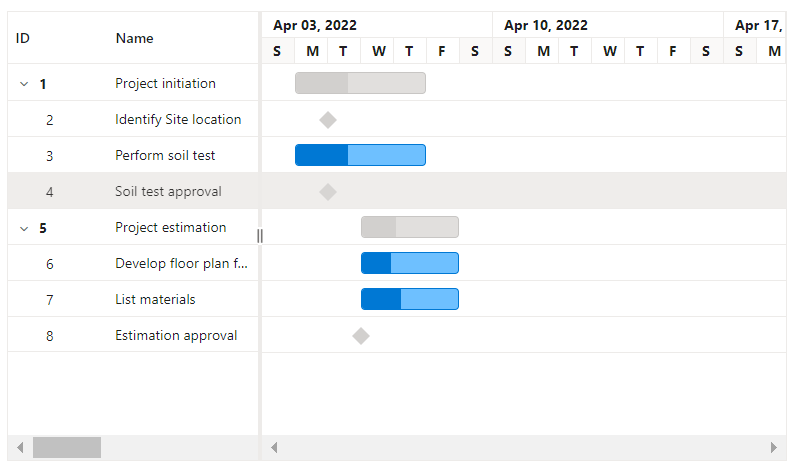 ID Name Apr 03, 2022 Apr 10, 2022 Apr 17,
S M T W T F S S M T W T F S S M
1 Project initiation
2 Identify Site location
3 Perform soil test
4 Soil test approval
5 Project estimation
6 Develop floor plan f...
7 List materials
8 Estimation approval